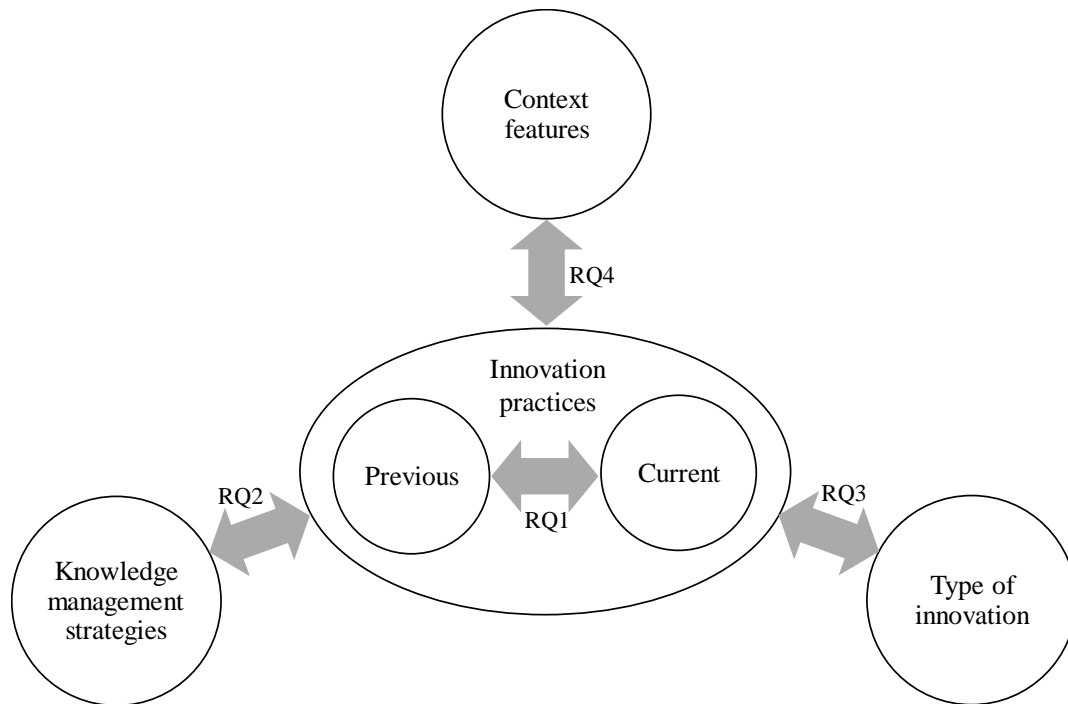 Context
features
RQ4
Innovation
practices
Previous
Current
RQ1
RQ2
RQ3
Knowledge
management
strategies
Type of
innovation